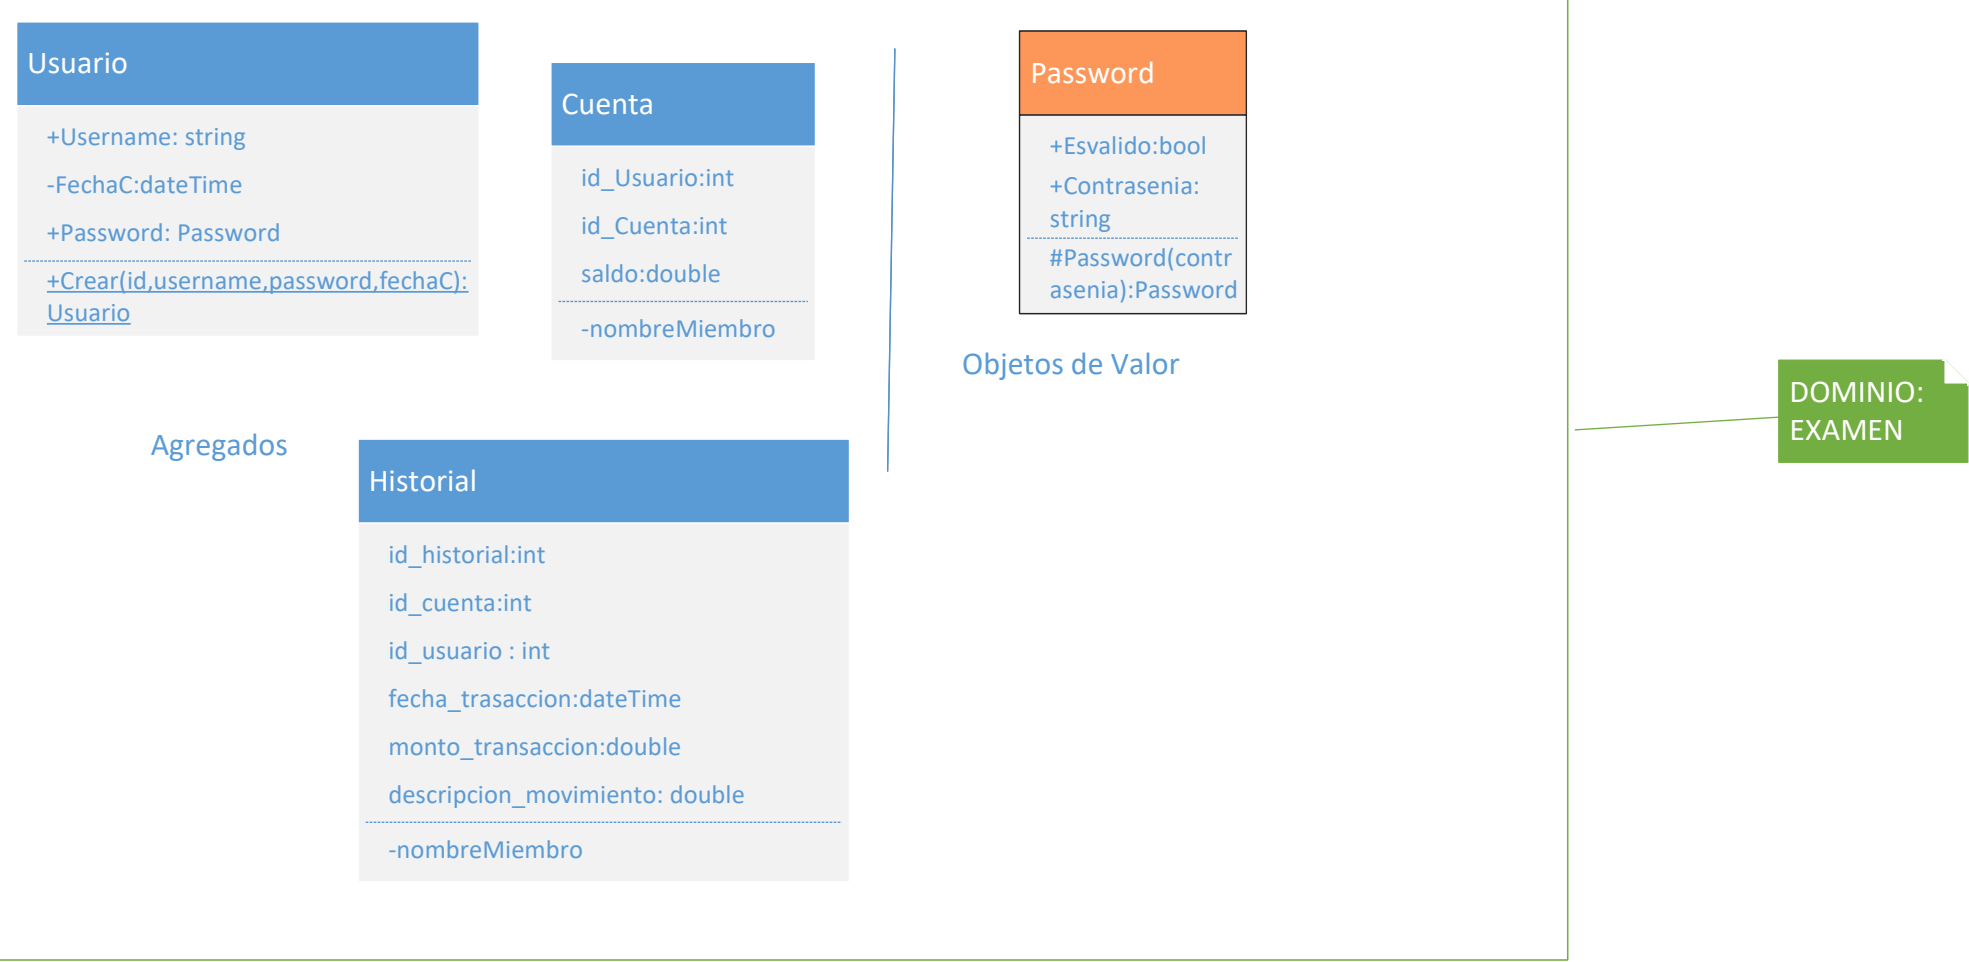 Usuario
+Username: string
-FechaC:dateTime
+Password: Password
+Crear(id,username,password,fechaC):
Usuario
Cuenta
id_Usuario:int
id_Cuenta:int
saldo:double
-nombreMiembro
Password
+Esvalido:bool
+Contrasenia:
string
#Password(contr
asenia):Password
Objetos de Valor
DOMINIO:
EXAMEN
Agregados
Historial
id_historial:int
id_cuenta:int
id_usuario : int
fecha_trasaccion:dateTime
monto_transaccion:double
descripcion_movimiento: double
-nombreMiembro